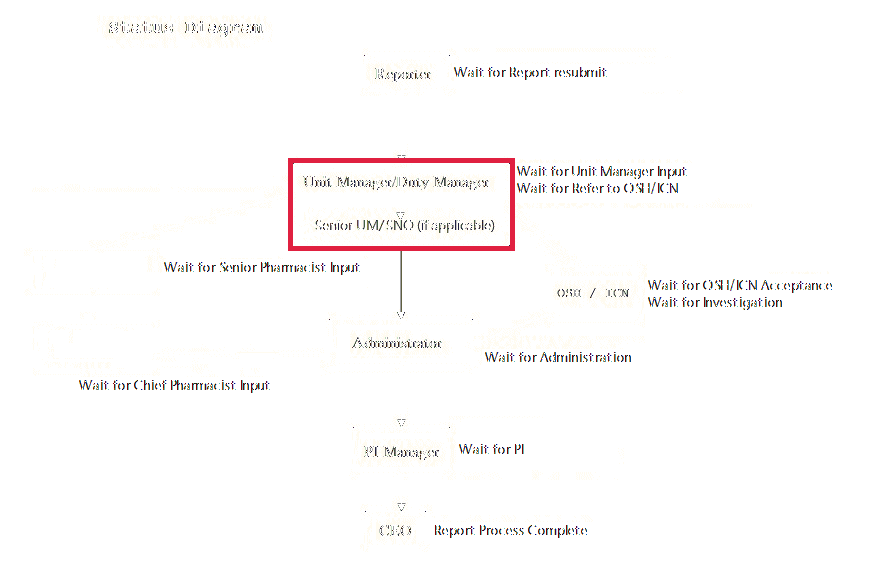 Status Diagram
Reporter
Wait for Report resubmit
Unit Manager/Duty Manager
Wait for Unit Manager Input
Wait for Refer to OSH/ICN
Senior UM/SNO (if applicable)
Wait for Senior Pharmacist Input
OSH / ICN
Wait for OSH/ICN Acceptance
Wait for Investigation
Administrator
Wait for Administration
Wait for Chief Pharmacist Input
PI Manager
Wait for PI
CEO
Report Process Complete